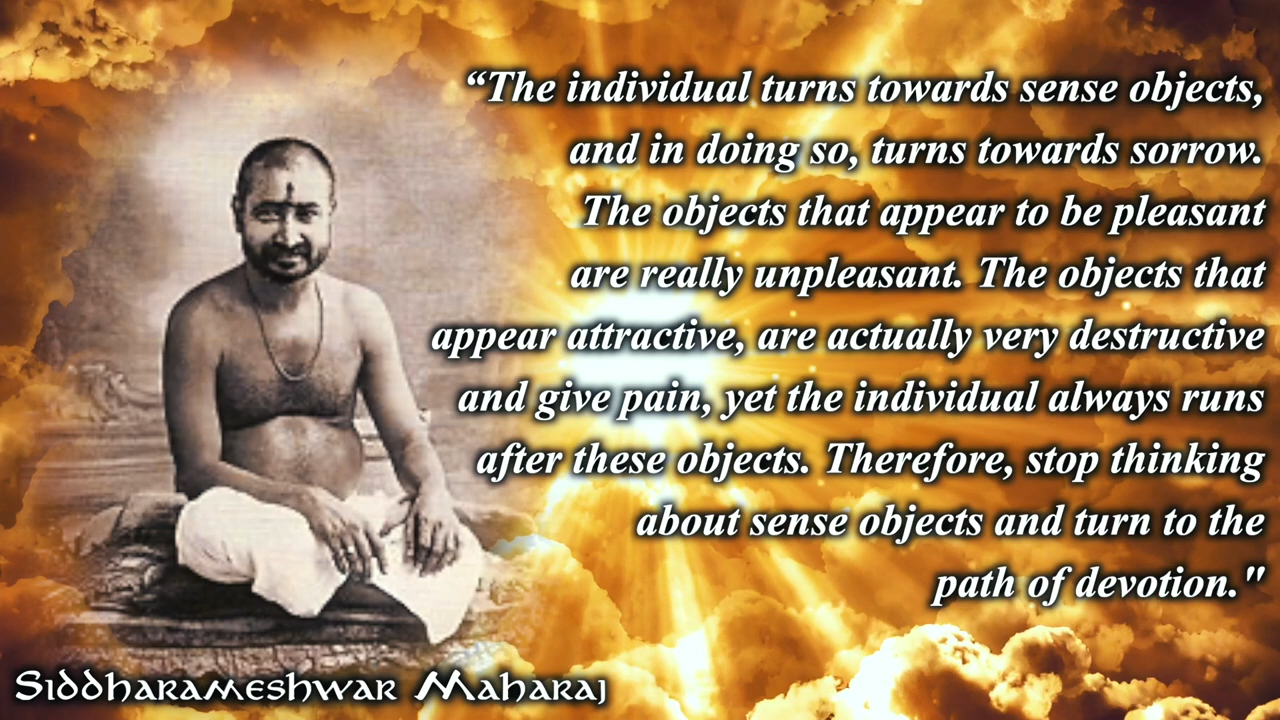 “The individual turns towards sense objects,
and in doing so, turns towards sorrow.
The objects that appear to be pleasant
are really unpleasant. The objects that
appear attractive, are actually very destructive
and give pain, yet the individual always runs
after these objects. Therefore, stop thinking
about sense objects and turn to the
path of devotion."
Siddharameshwar Maharaj